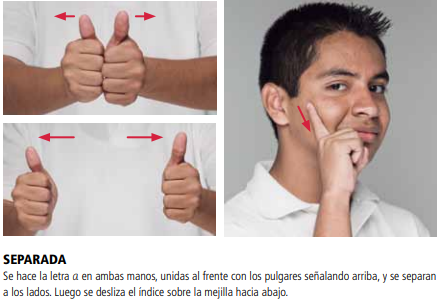 SEPARADA
Se hace la letra a en ambas manos, unidas al frente con los pulgares señalando arriba, y se separan
a los lados. Luego se desliza el índice sobre la mejilla hacia abajo.